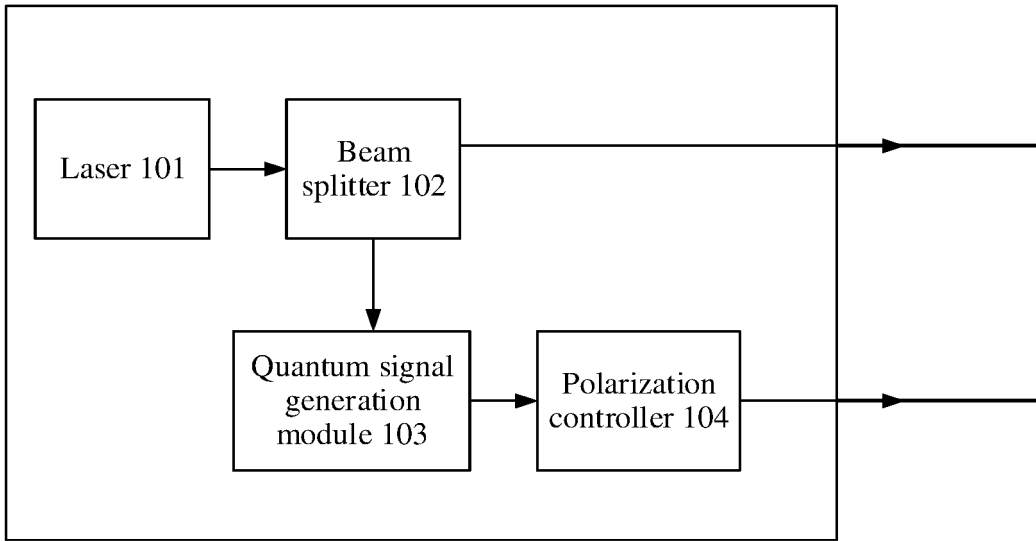 Laser 101
Beam
splitter 102
Quantum signal
generation
module 103
Polarization
controller 104